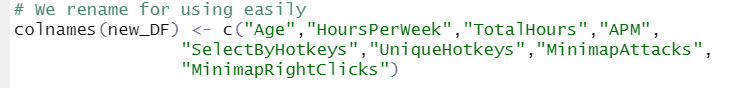 # We rename for using easily
colnames(new_DF) <- c("Age","HoursPerWeek","TotalHours","APM",
"SelectByHotkeys","UniqueHotkeys","MinimapAttacks",
"MinimapRightClicks")